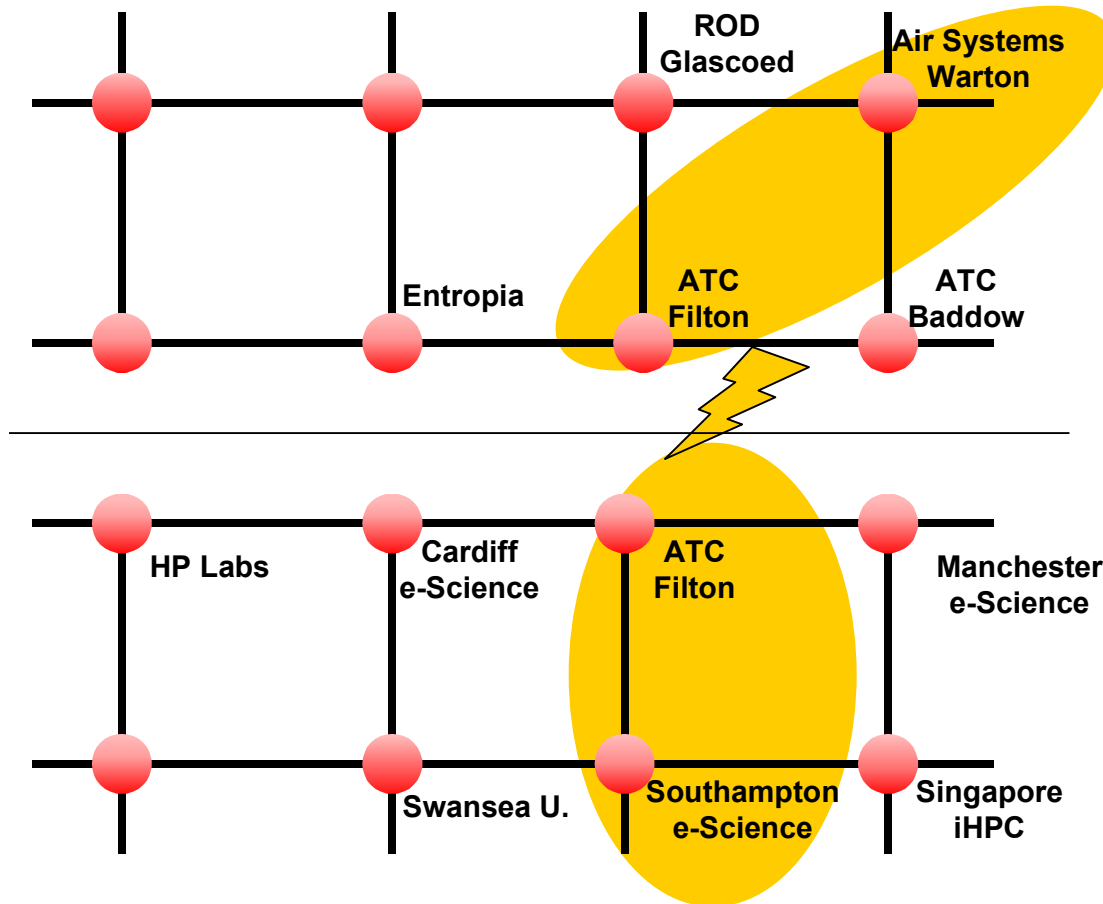 ROD
Glascoed
Air Systems
Warton
Entropia
ATC
Filton
ATC
Baddow
HP Labs
Cardiff
e-Science
ATC
Filton
Manchester
e-Science
Swansea U.
Southampton
e-Science
Singapore
iHPC